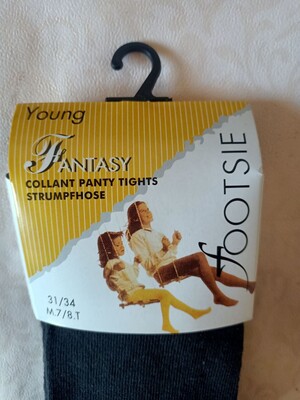 Young
FANTASY
COLLANT PANTY TIGHTS
STRUMPFHOSE
FOOTSIE
31/34
M.7/8.T